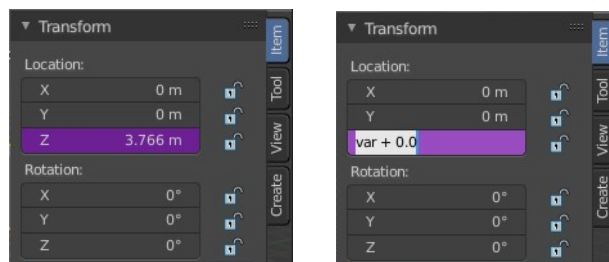 Transform
Location:
X 0 m
Y 0 m
Z 3.766 m
Rotation:
X 0°
Y 0°
Z 0°
Item
Tool
View
Create
Transform
Location:
X 0 m
Y 0 m
var + 0.0
Rotation:
X 0°
Y 0°
Z 0°
Item
Tool
View
Create